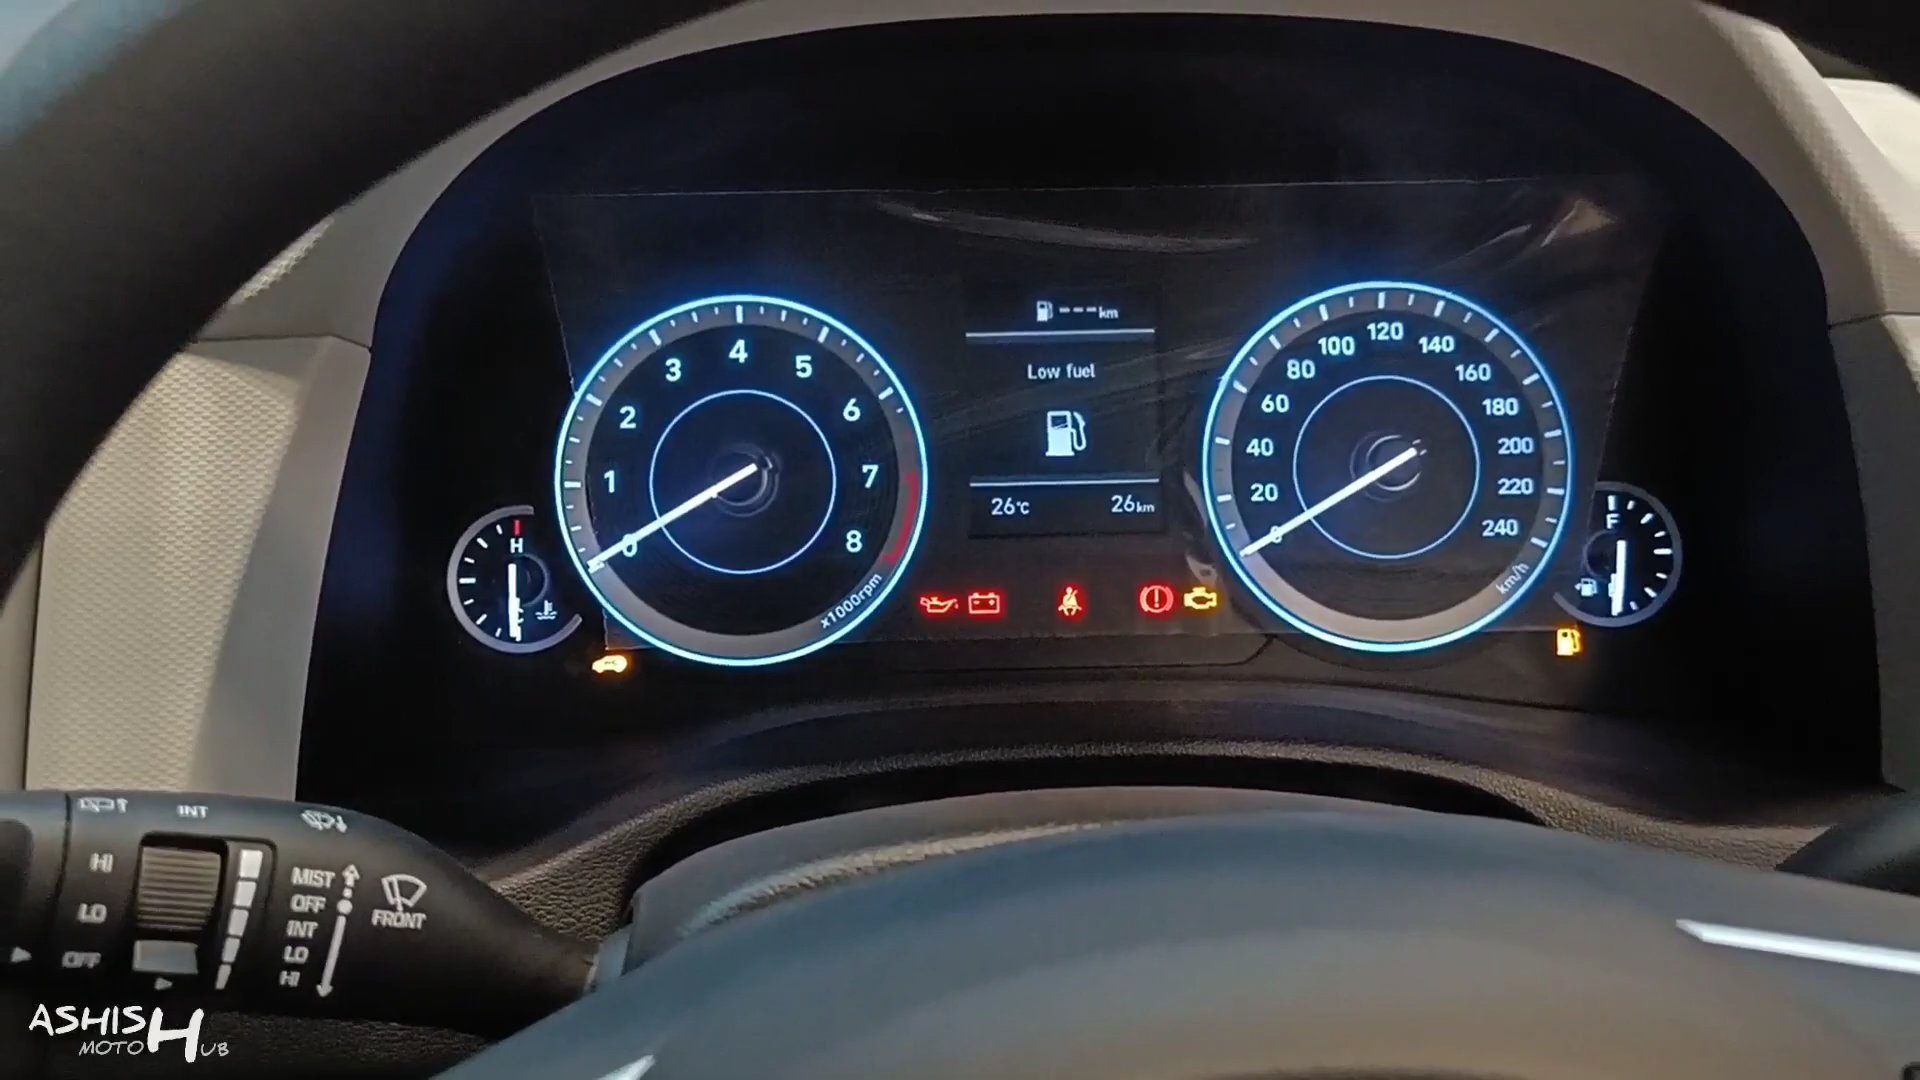 ---km
Low fuel
26°C 26km
0 1 2 3 4 5 6 7 8
x1000rpm
0 20 40 60 80 100 120 140 160 180 200 220 240
km/h
H
C
F
INT
HI
LO
OFF
MIST
OFF
INT
LO
HI
FRONT
ASHISH
MOTO HUB